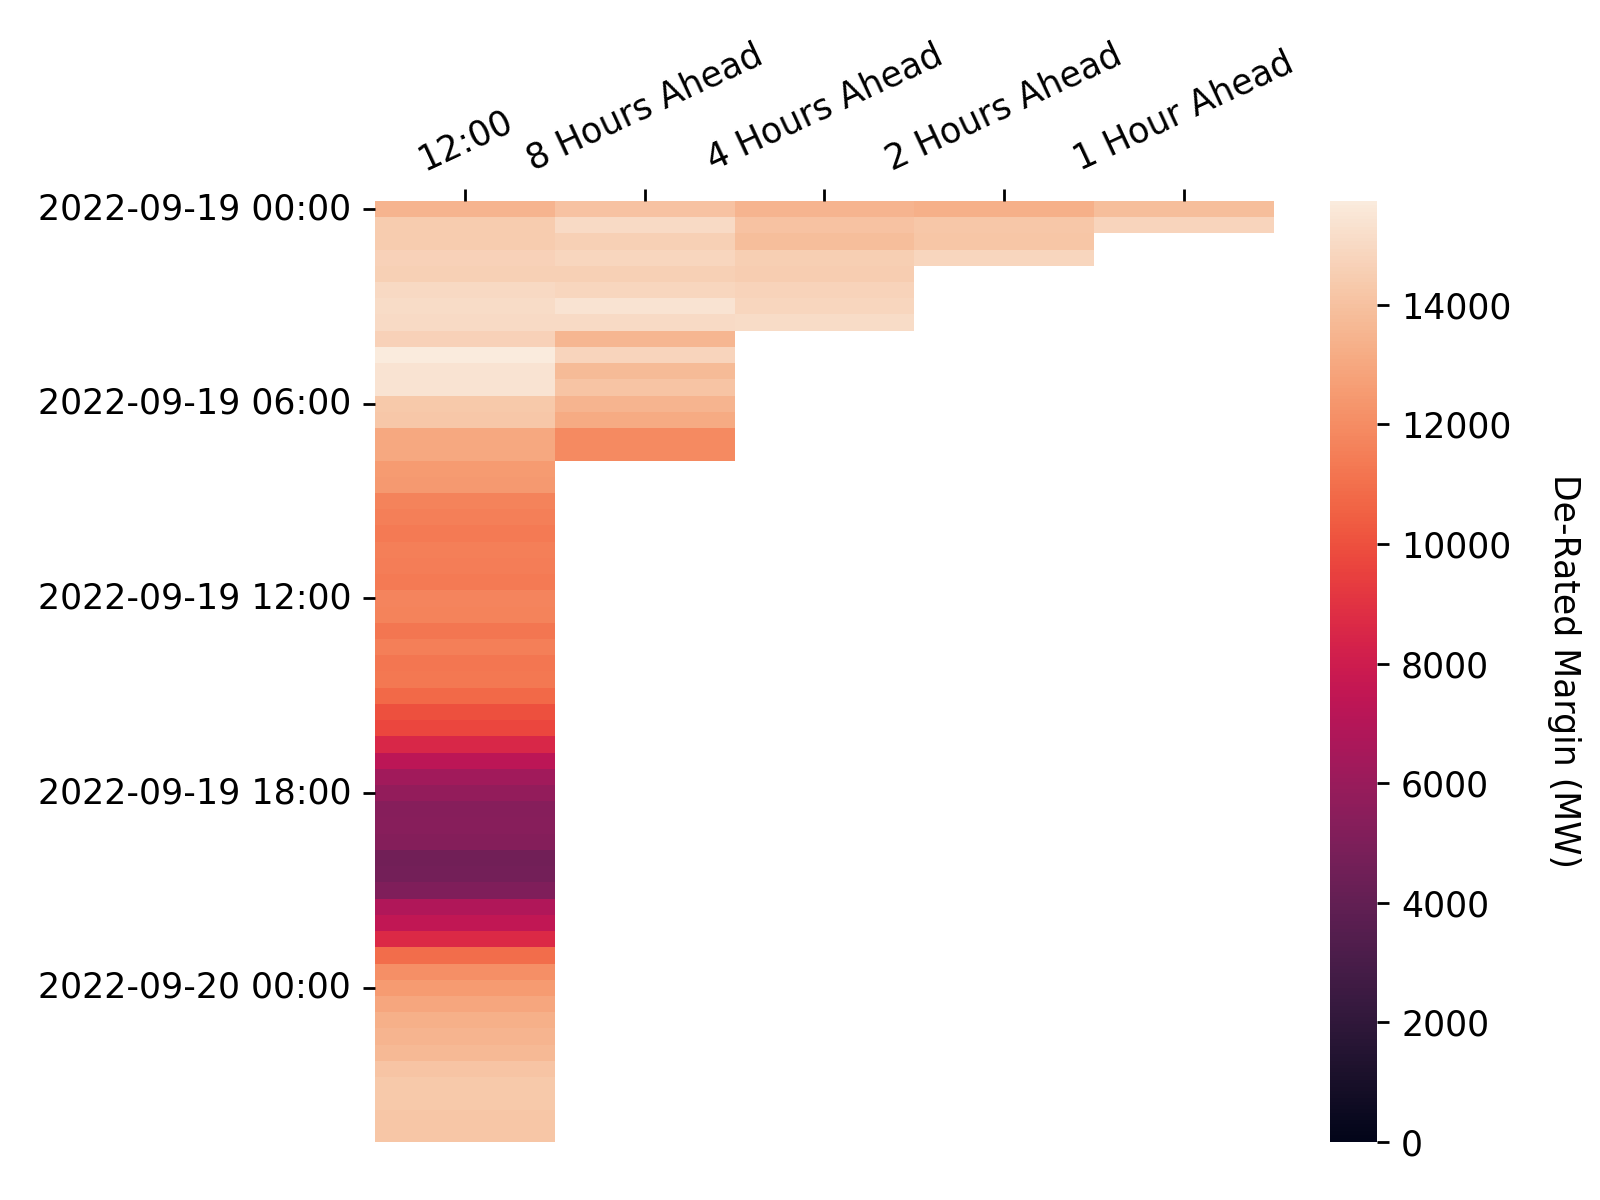 12:00
8 Hours Ahead
4 Hours Ahead
2 Hours Ahead
1 Hour Ahead
2022-09-19 00:00
2022-09-19 06:00
2022-09-19 12:00
2022-09-19 18:00
2022-09-20 00:00
14000
12000
10000
8000
6000
4000
2000
0
De-Rated Margin (MW)